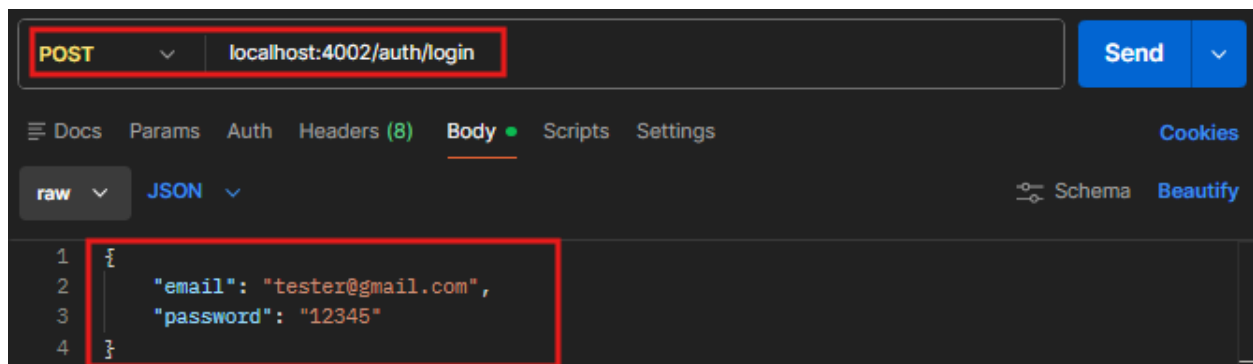 POST localhost:4002/auth/login Send
Docs Params Auth Headers (8) Body Scripts Settings Cookies
raw JSON Schema Beautify
1 {
2 "email": "tester@gmail.com",
3 "password": "12345"
4 }